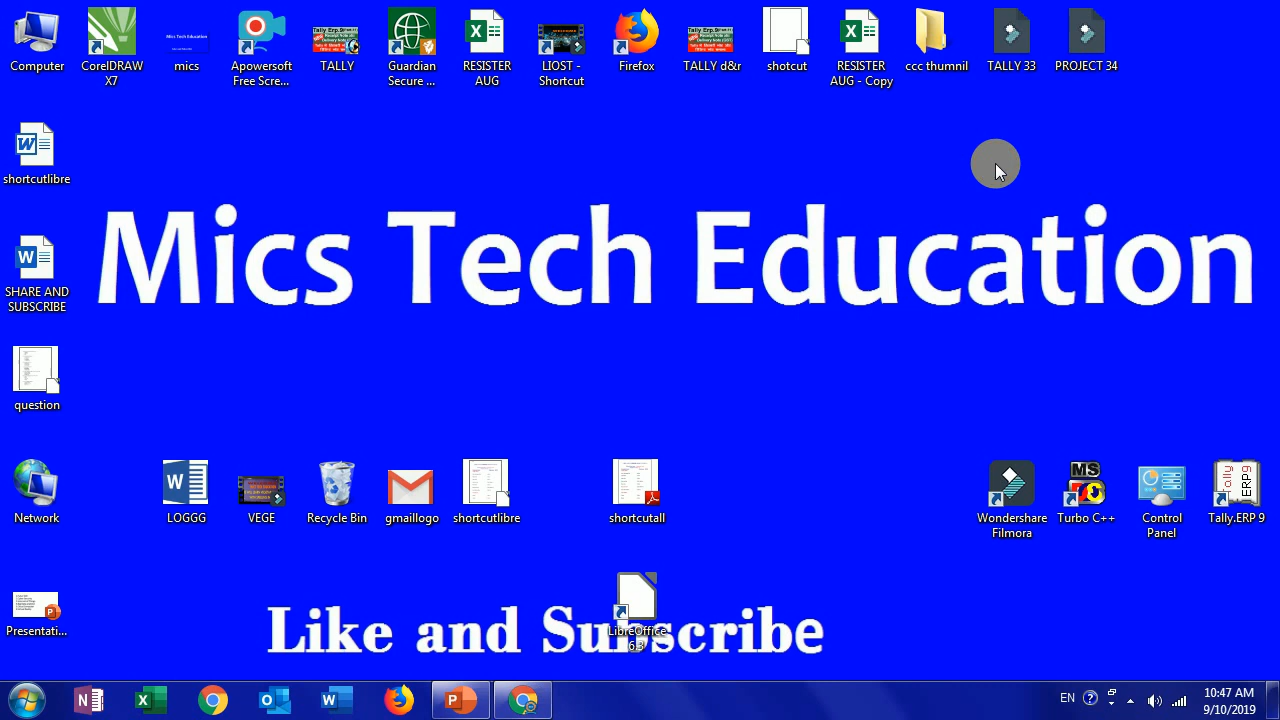 Computer
CorelDRAW
X7
mics
Apowersoft
Free Scre...
TALLY
Guardian
Secure ...
RESISTER
AUG
LIOST -
Shortcut
Firefox
TALLY d&r
shotcut
RESISTER
AUG - Copy
ccc thumnil
TALLY 33
PROJECT 34
shortcutlibre
Mics Tech Education
SHARE AND
SUBSCRIBE
question
Network
LOGGG
VEGE
Recycle Bin
gmaillogo
shortcutlibre
shortcutall
Wondershare
Filmora
Turbo C++
Control
Panel
Tally.ERP 9
Presentati...
Like and Subscribe
LibreOffice
6.3
EN
10:47 AM
9/10/2019